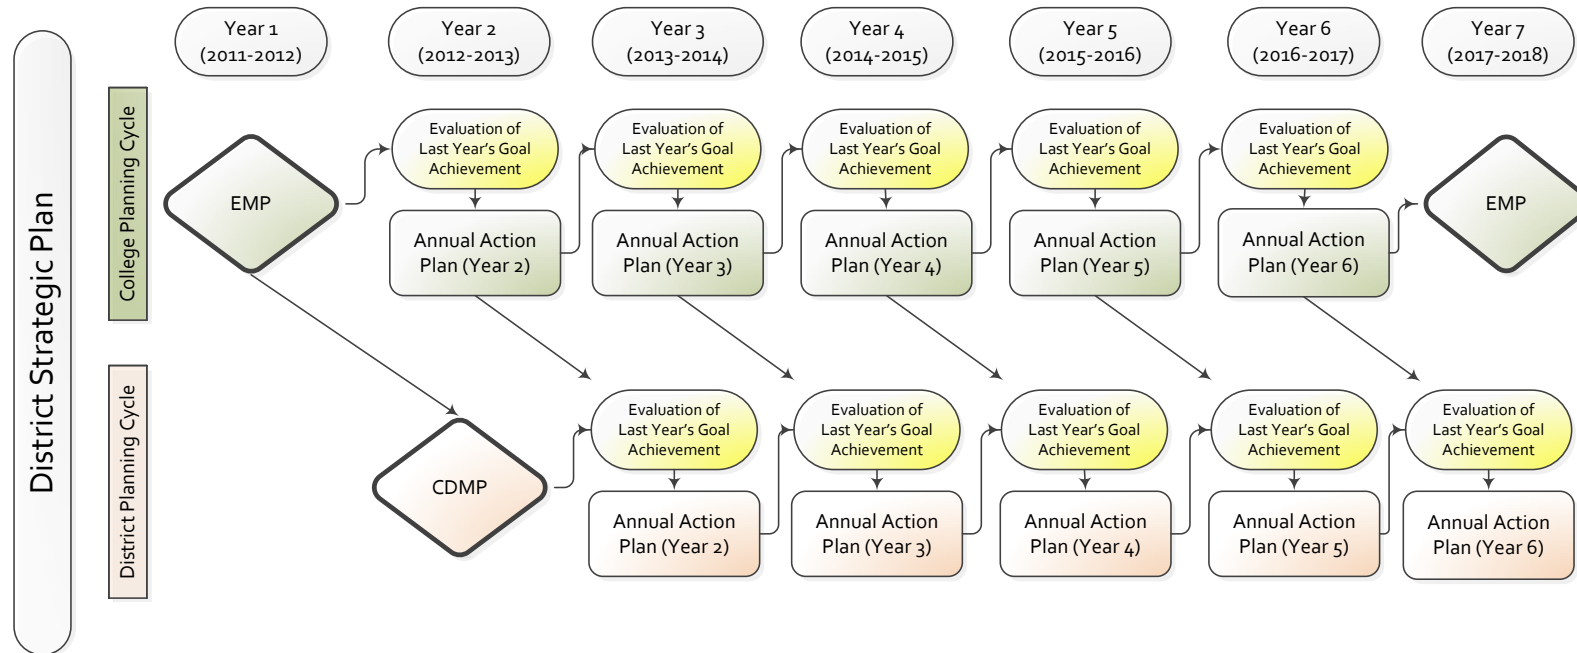 District Strategic Plan
Year 1
(2011-2012)
Year 2
(2012-2013)
Year 3
(2013-2014)
Year 4
(2014-2015)
Year 5
(2015-2016)
Year 6
(2016-2017)
Year 7
(2017-2018)
College Planning Cycle
EMP
Evaluation of
Last Year's Goal
Achievement
Annual Action
Plan (Year 2)
Evaluation of
Last Year's Goal
Achievement
Annual Action
Plan (Year 3)
Evaluation of
Last Year's Goal
Achievement
Annual Action
Plan (Year 4)
Evaluation of
Last Year's Goal
Achievement
Annual Action
Plan (Year 5)
Evaluation of
Last Year's Goal
Achievement
Annual Action
Plan (Year 6)
EMP
District Planning Cycle
CDMP
Evaluation of
Last Year's Goal
Achievement
Annual Action
Plan (Year 2)
Evaluation of
Last Year's Goal
Achievement
Annual Action
Plan (Year 3)
Evaluation of
Last Year's Goal
Achievement
Annual Action
Plan (Year 4)
Evaluation of
Last Year's Goal
Achievement
Annual Action
Plan (Year 5)
Evaluation of
Last Year's Goal
Achievement
Annual Action
Plan (Year 6)